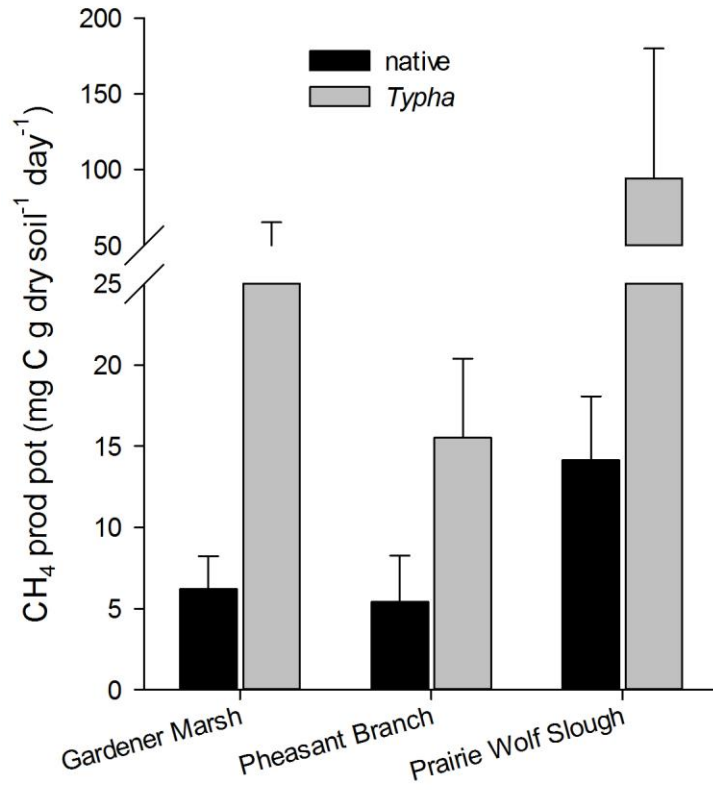 200
150
100
50
25
20
15
10
5
0
CH₄ prod pot (mg C g dry soil⁻¹ day⁻¹)
native
Typha
Gardener Marsh
Pheasant Branch
Prairie Wolf Slough